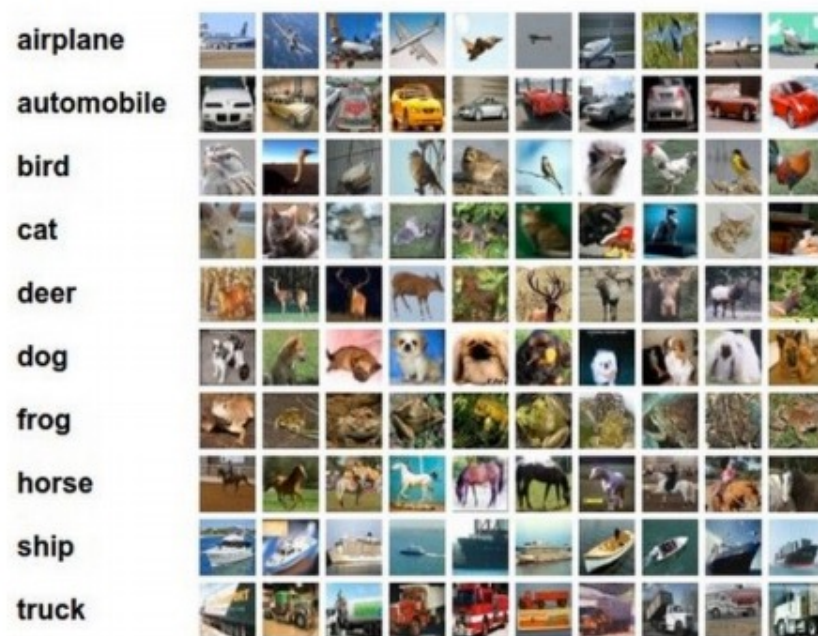 airplane
automobile
bird
cat
deer
dog
frog
horse
ship
truck